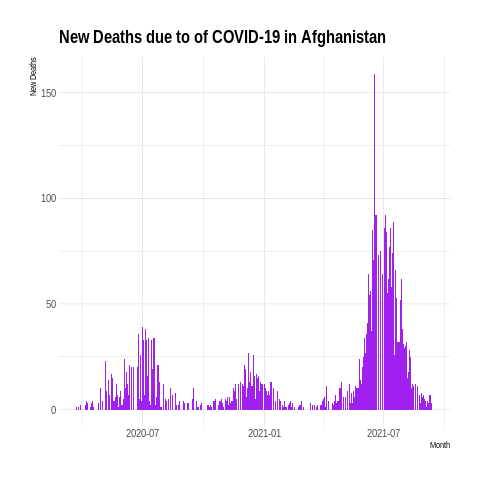 New Deaths due to of COVID-19 in Afghanistan
New Deaths
150
100
50
0
2020-07
2021-01
2021-07
Month